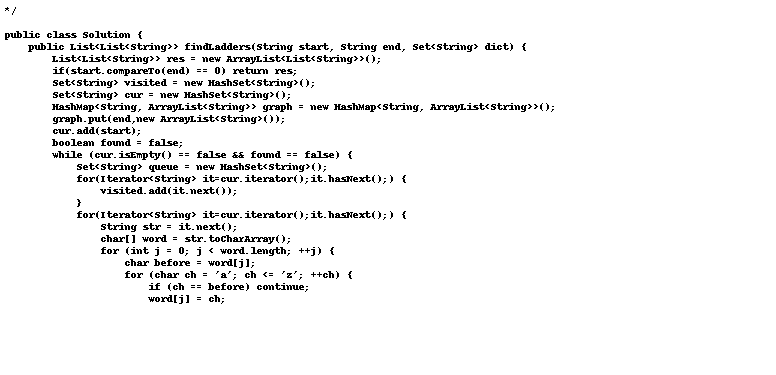 */
public class Solution {
    public List<List<String>> findLadders(String start, String end, Set<String> dict) {
        List<List<String>> res = new ArrayList<List<String>>();
        if(start.compareTo(end) == 0) return res;
        Set<String> visited = new HashSet<String>();
        Set<String> cur = new HashSet<String>();
        HashMap<String, ArrayList<String>> graph = new HashMap<String, ArrayList<String>>();
        graph.put(end,new ArrayList<String>());
        cur.add(start);
        boolean found = false;
        while (cur.isEmpty() == false && found == false) {
            Set<String> queue = new HashSet<String>();
            for(Iterator<String> it=cur.iterator();it.hasNext();) {
                visited.add(it.next());
            }
            for(Iterator<String> it=cur.iterator();it.hasNext();) {
                String str = it.next();
                char[] word = str.toCharArray();
                for (int j = 0; j < word.length; ++j) {
                    char before = word[j];
                    for (char ch = 'a'; ch <= 'z'; ++ch) {
                        if (ch == before) continue;
                        word[j] = ch;